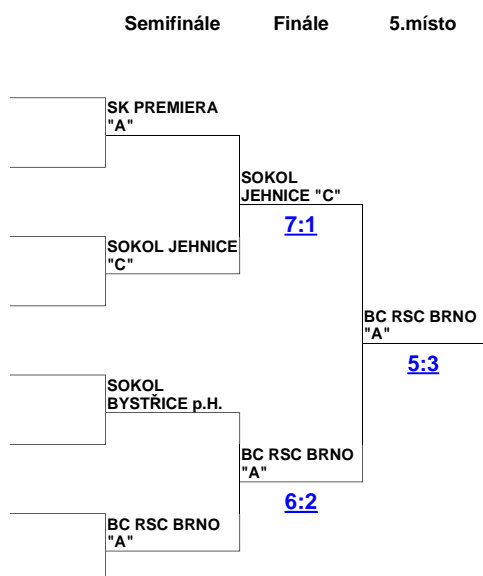 Semifinále Finále 5.místo
SK PREMIERA
"A"
SOKOL
JEHNICE "C"
7:1
SOKOL JEHNICE
"C"
BC RSC BRNO
"A"
5:3
SOKOL
BYSTŘICE p.H.
BC RSC BRNO
"A"
6:2
BC RSC BRNO
"A"